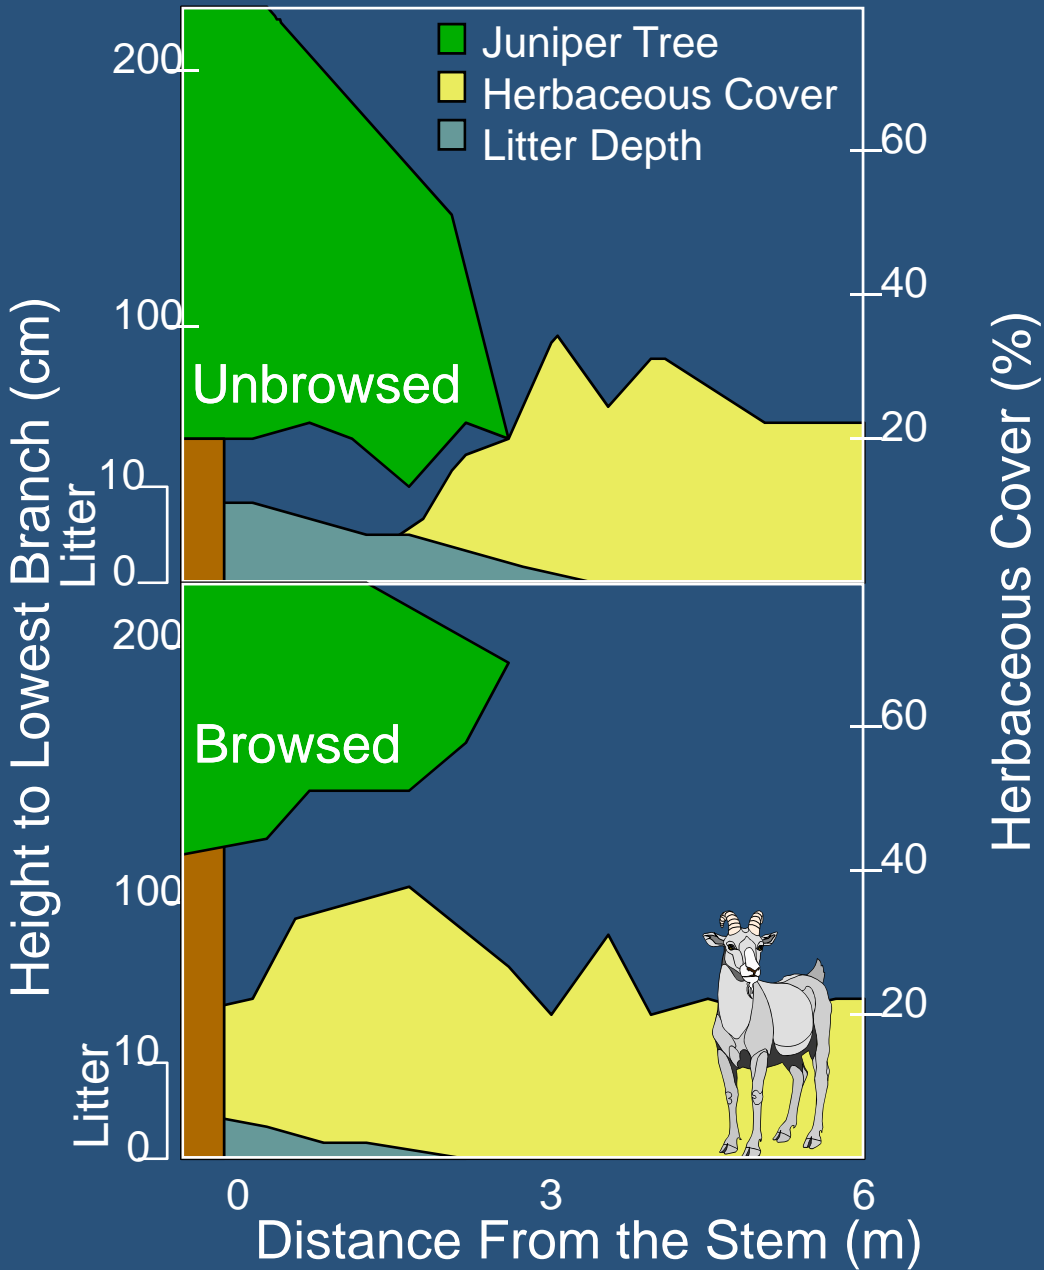 Juniper Tree
Herbaceous Cover
Litter Depth
200
100
10
0
Litter
60
40
20
Unbrowsed
Height to Lowest Branch (cm)
Herbaceous Cover (%)
200
100
10
0
Litter
60
40
20
Browsed
0 3 6
Distance From the Stem (m)